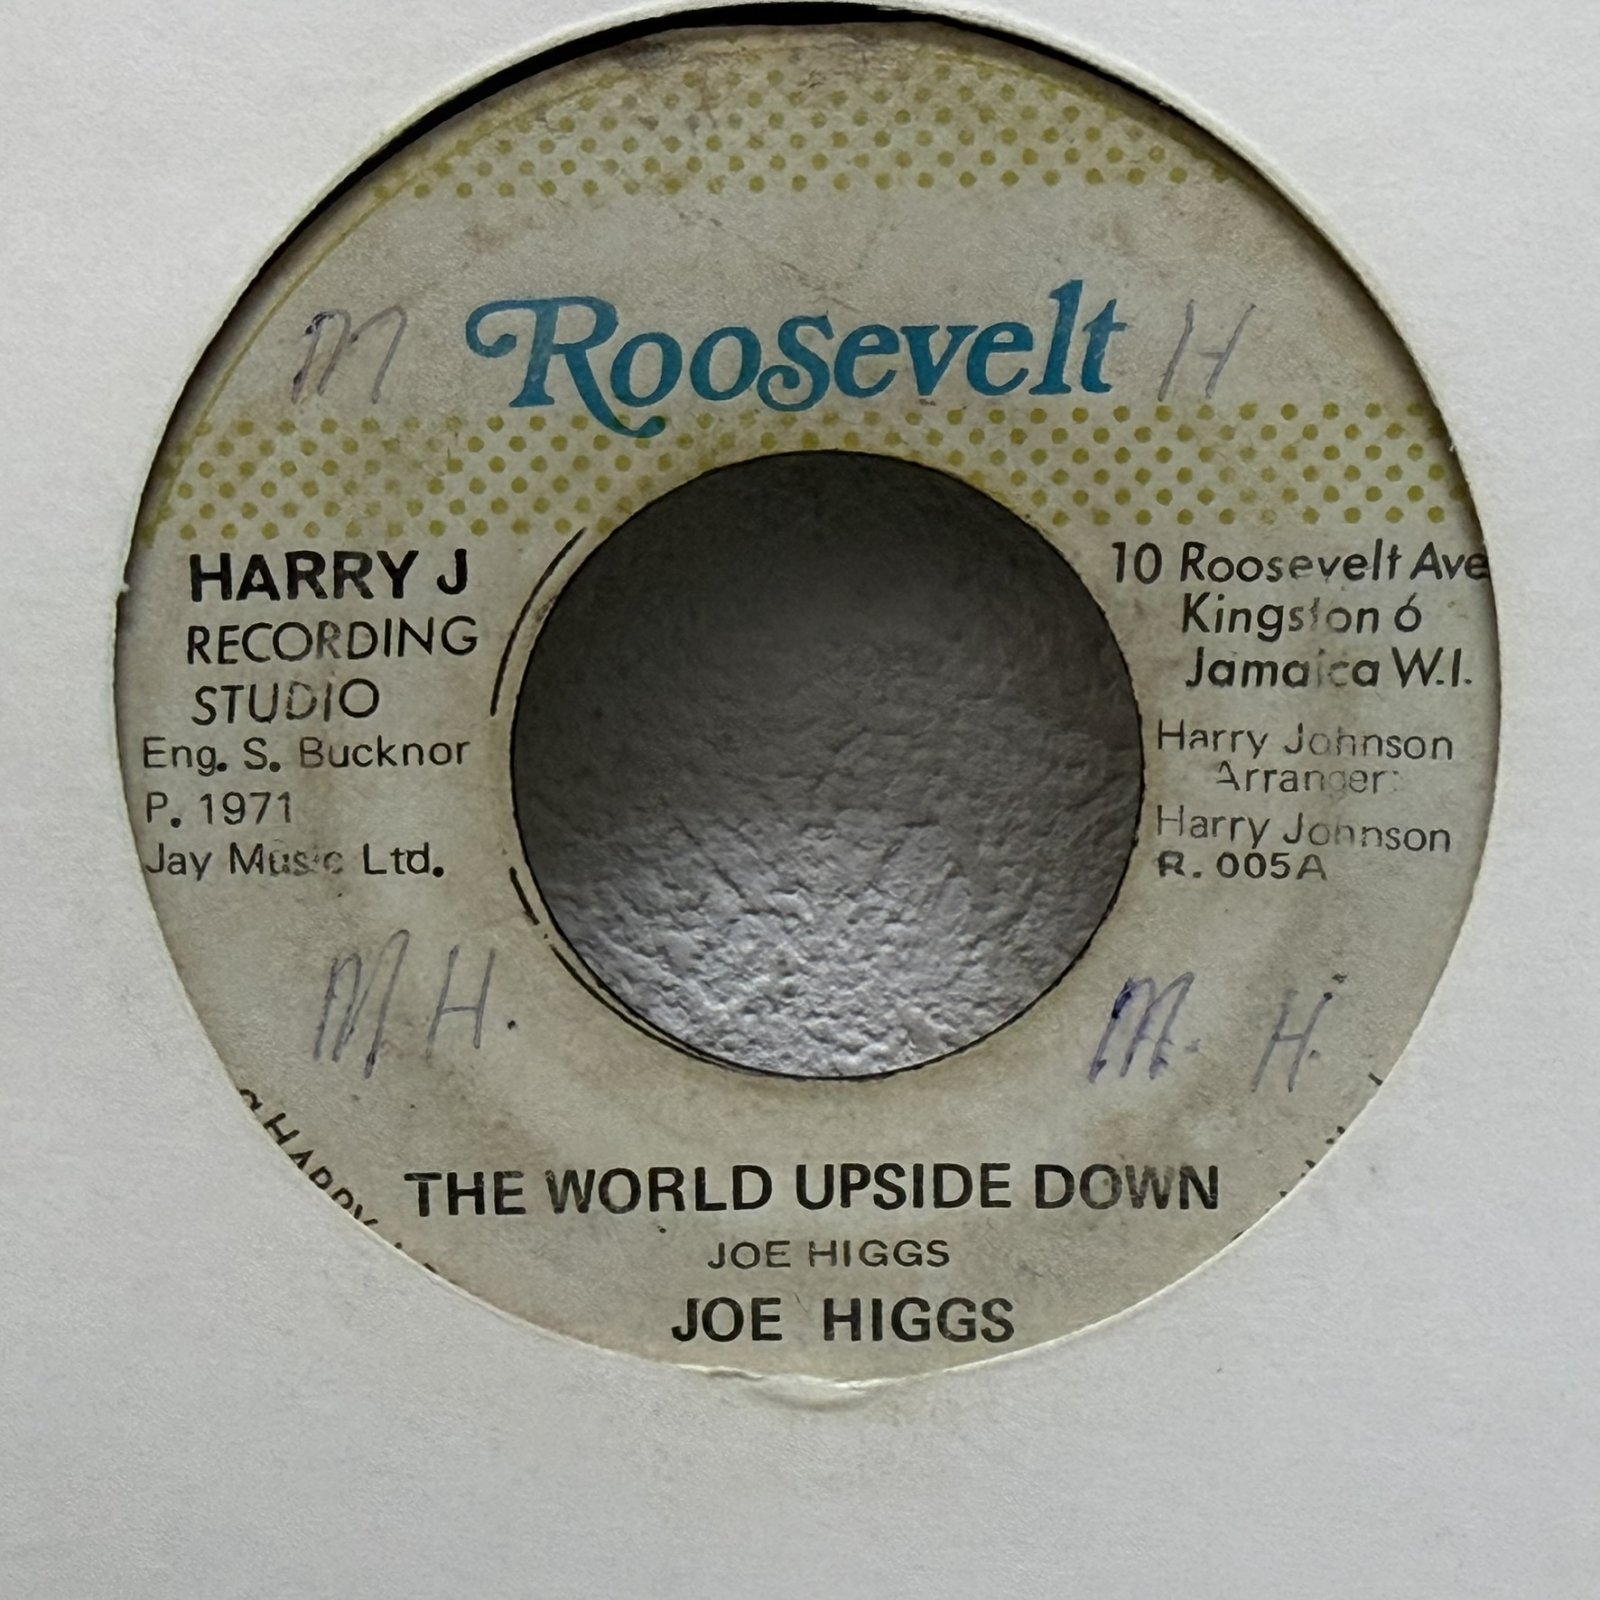 M Roosevelt H
HARRY J
RECORDING
STUDIO
Eng. S. Bucknor
P. 1971
Jay Music Ltd.
10 Roosevelt Ave
Kingston 6
Jamaica W.I.
Harry Johnson
Arranger:
Harry Johnson
R. 005A
M H.
M. H.
HARRY
THE WORLD UPSIDE DOWN
JOE HIGGS
JOE HIGGS